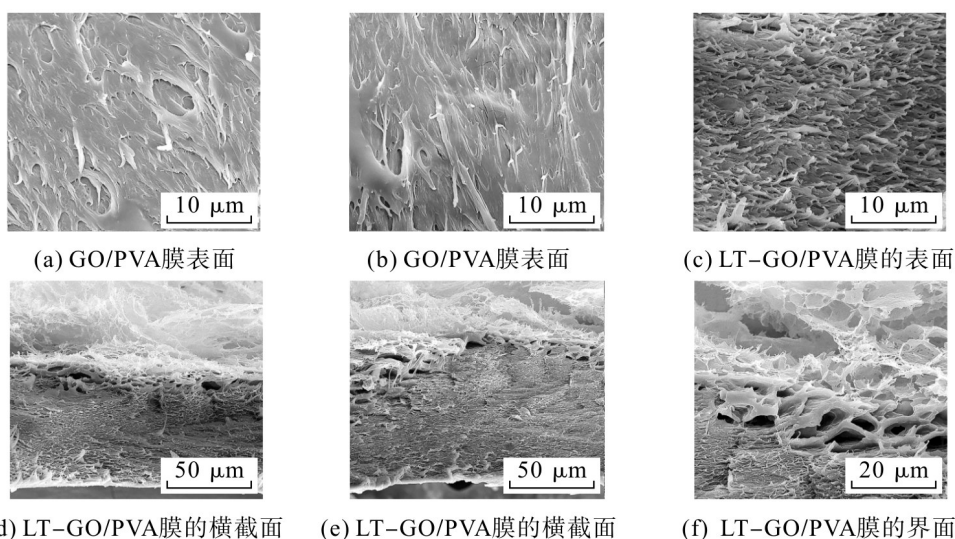 10 μm
10 μm
10 μm
(a) GO/PVA膜表面
(b) GO/PVA膜表面
(c) LT-GO/PVA膜的表面
50 μm
50 μm
20 μm
d) LT-GO/PVA膜的横截面
(e) LT-GO/PVA膜的横截面
(f) LT-GO/PVA膜的界面